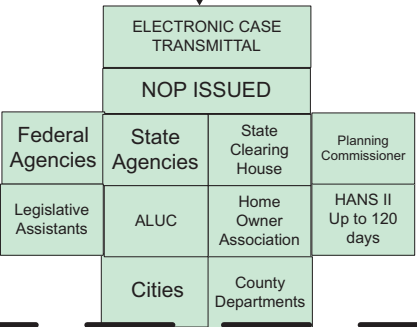 ELECTRONIC CASE
TRANSMITTAL
NOP ISSUED
Federal
Agencies
State
Agencies
State
Clearing
House
Planning
Commissioner
Legislative
Assistants
ALUC
Home
Owner
Association
HANS II
Up to 120
days
Cities
County
Departments